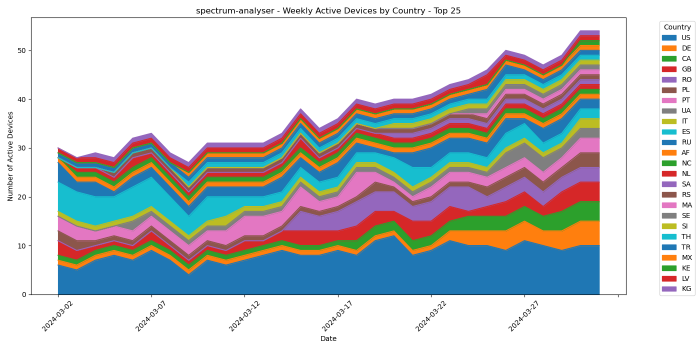 spectrum-analyser - Weekly Active Devices by Country - Top 25
Number of Active Devices
50
40
30
20
10
0
2024-03-02
2024-03-07
2024-03-12
2024-03-17
2024-03-22
2024-03-27
Date
Country
US
DE
CA
GB
RO
PL
PT
UA
IT
ES
RU
AF
NC
NL
SA
RS
MA
SE
SI
TH
TR
MX
KE
LV
KG